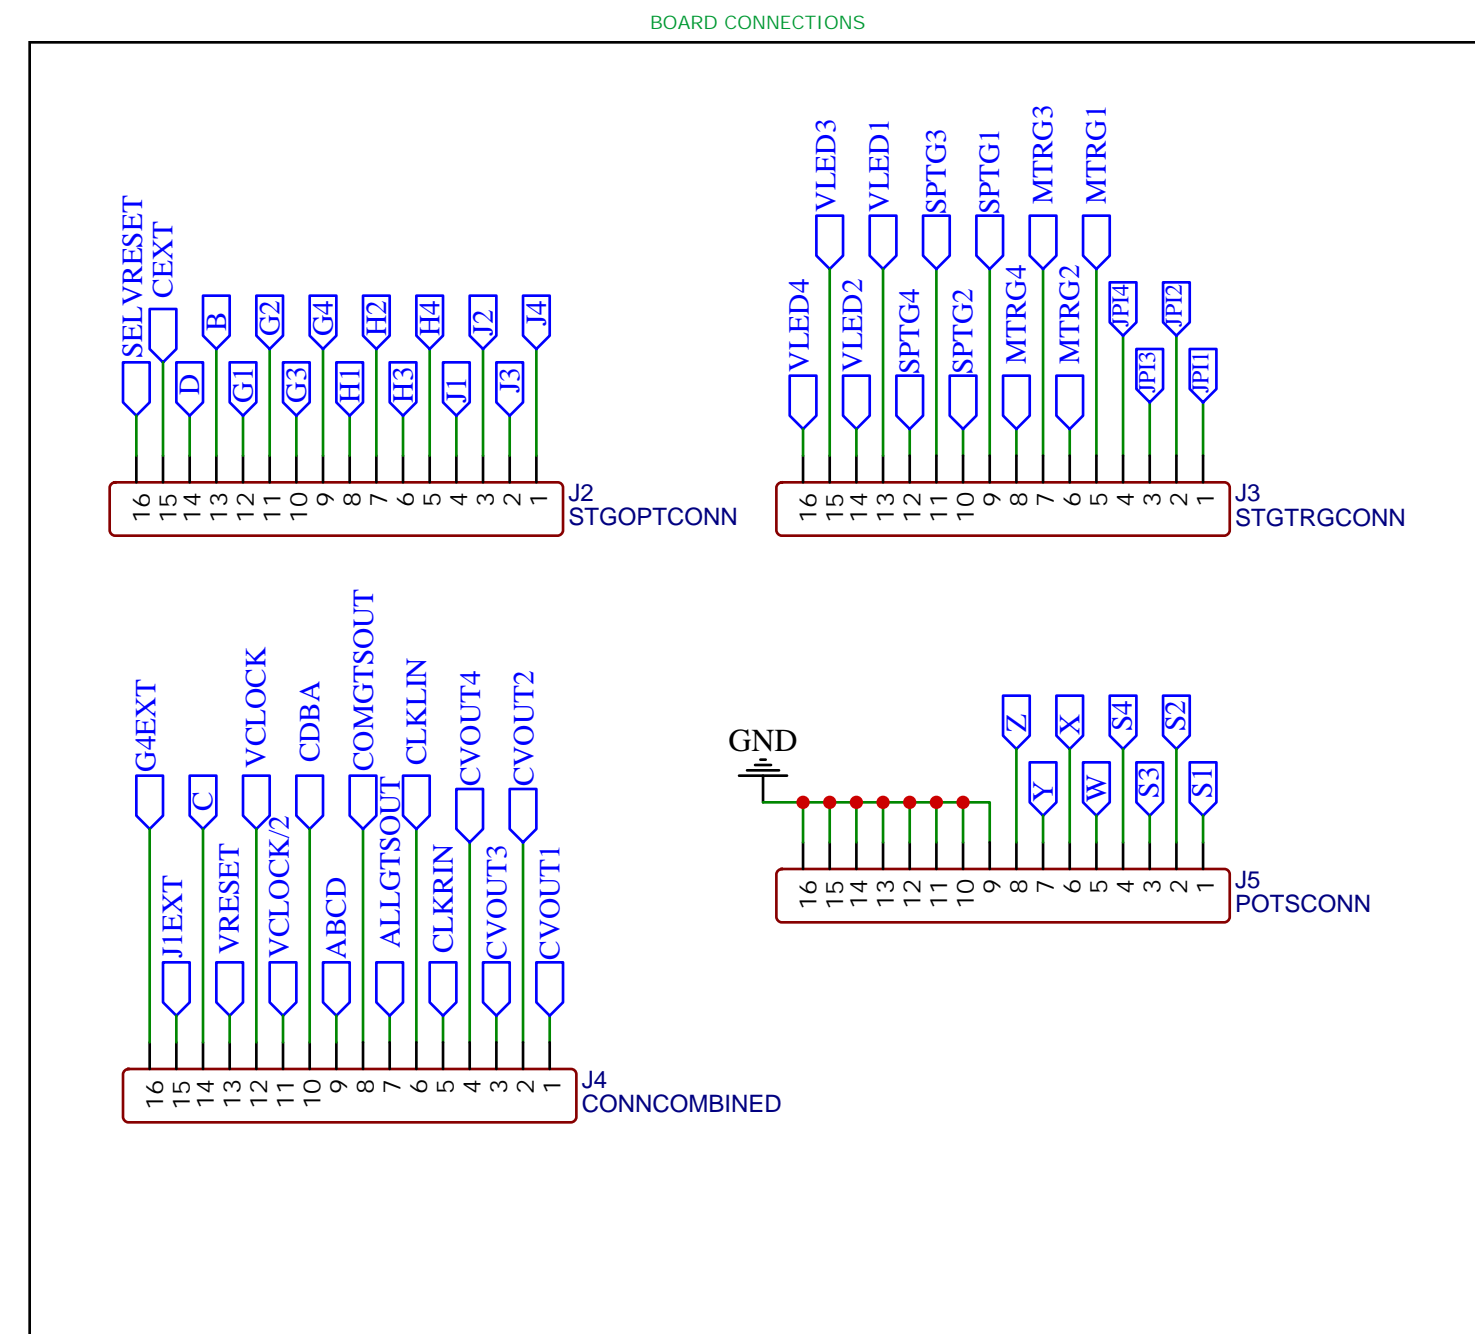 BOARD CONNECTIONS
SELVRESET
CEXT
D
B
G1
G2
G3
G4
H1
H2
H3
H4
J1
J2
J3
J4
16 15 14 13 12 11 10 9 8 7 6 5 4 3 2 1
J2
STGOPTCONN
VLED4
VLED3
VLED2
VLED1
SPTG4
SPTG3
SPTG2
SPTG1
MTRG4
MTRG3
MTRG2
MTRG1
JPI4
JPI3
JPI2
JPI1
16 15 14 13 12 11 10 9 8 7 6 5 4 3 2 1
J3
STGTRGCONN
G4EXT
J1EXT
C
VRESET
VCLOCK
VCLOCK/2
CDBA
ABCD
COMGTSOUT
ALLGTSOUT
CLKLIN
CLKRIN
CVOUT4
CVOUT3
CVOUT2
CVOUT1
16 15 14 13 12 11 10 9 8 7 6 5 4 3 2 1
J4
CONNCOMBINED
GND
Z
Y
X
W
S4
S3
S2
S1
16 15 14 13 12 11 10 9 8 7 6 5 4 3 2 1
J5
POTSCONN